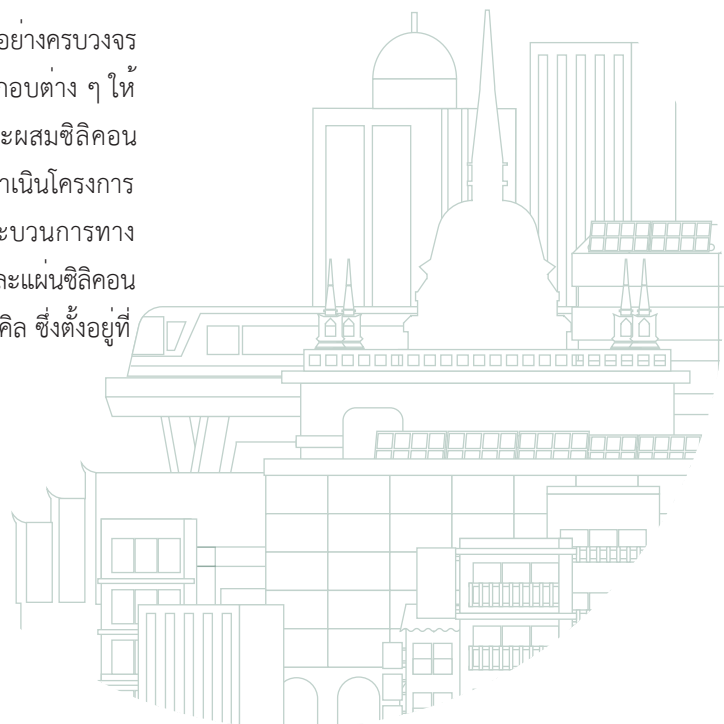 อย่างครบวงจร
กอบต่าง ๆ ให้
ะผสมซิลิคอน
ำเนินโครงการ
ะบวนการทาง
ละแผ่นซิลิคอน
คิล ซึ่งตั้งอยู่ที่